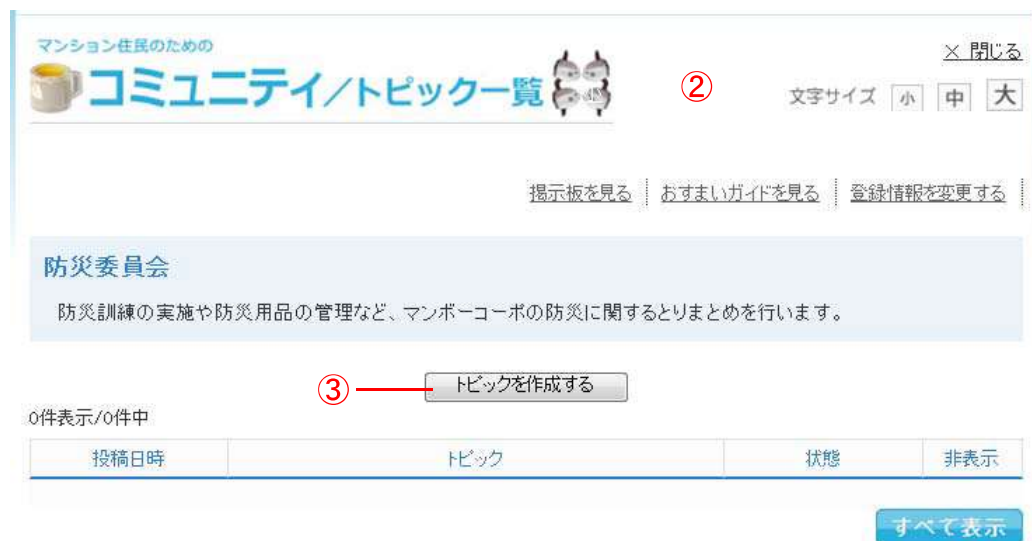 マンション住民のための
コミュニティ/トピック一覧
②
× 閉じる
文字サイズ 小 中 大
掲示板を見る おすまいガイドを見る 登録情報を変更する
防災委員会
防災訓練の実施や防災用品の管理など、マンボーコーポの防災に関するとりまとめを行います。
③ トピックを作成する
0件表示/0件中
投稿日時 トピック 状態 非表示
すべて表示